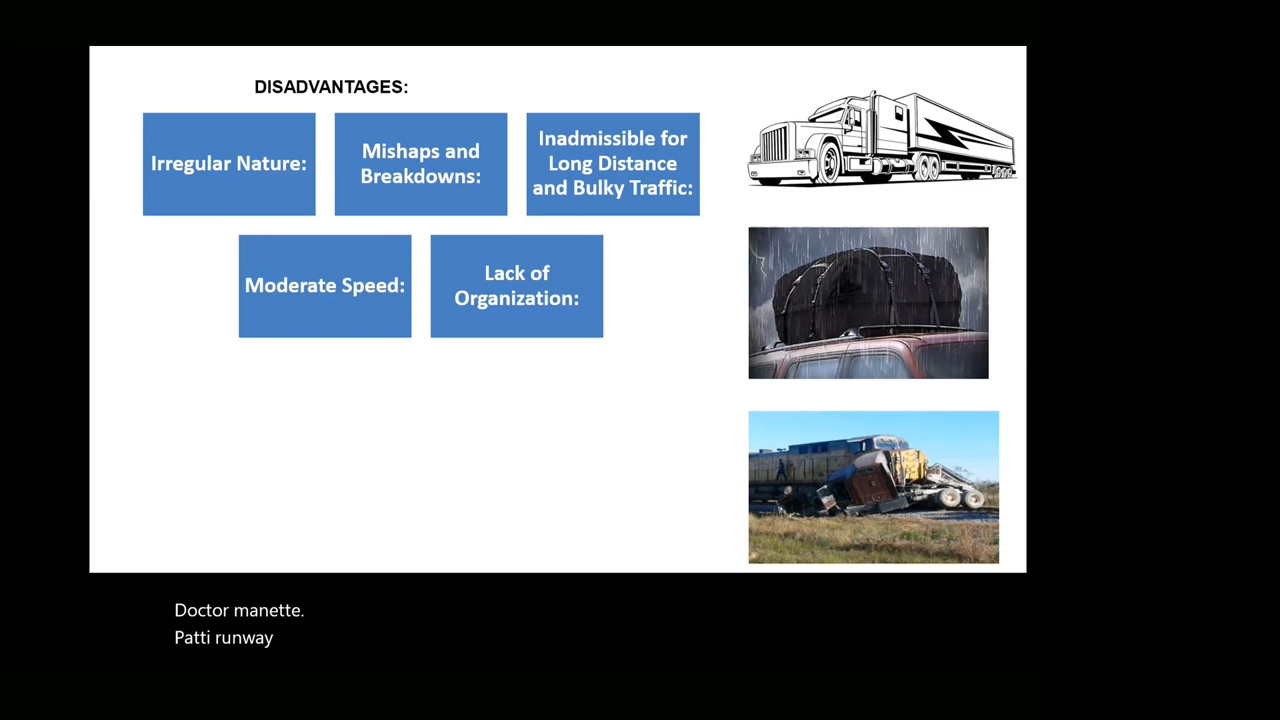 DISADVANTAGES:
Irregular Nature:
Mishaps and
Breakdowns:
Inadmissible for
Long Distance
and Bulky Traffic:
Moderate Speed:
Lack of
Organization:
Doctor manette.
Patti runway